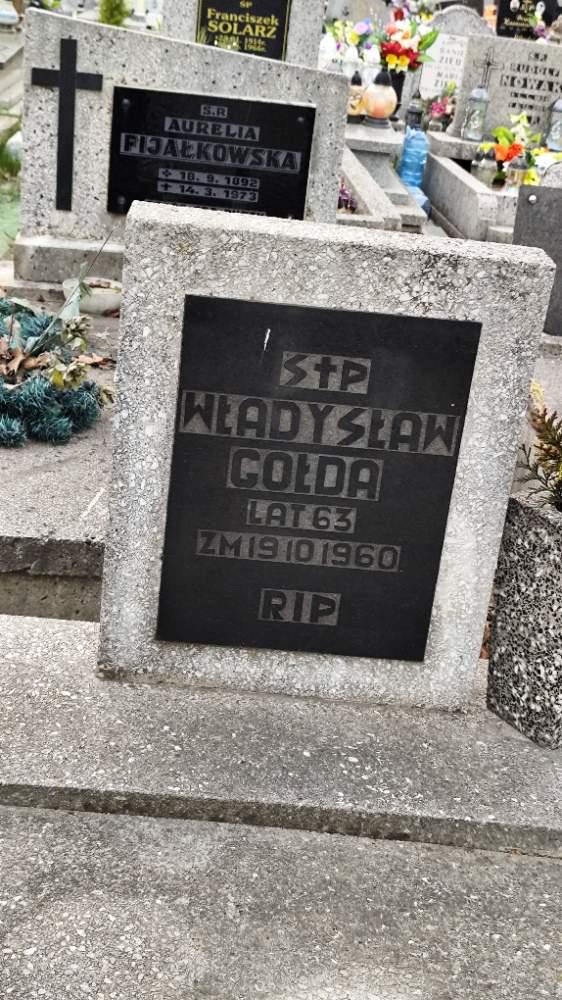 ŚP
Franciszek
SOLARZ
Ś.P.
AURELIA
FIJAŁKOWSKA
18.9.1892
14.3.1973
NOWAK
S✝P
WŁADYSŁAW
GOŁDA
LAT 63
ZM 19 10 1960
RIP